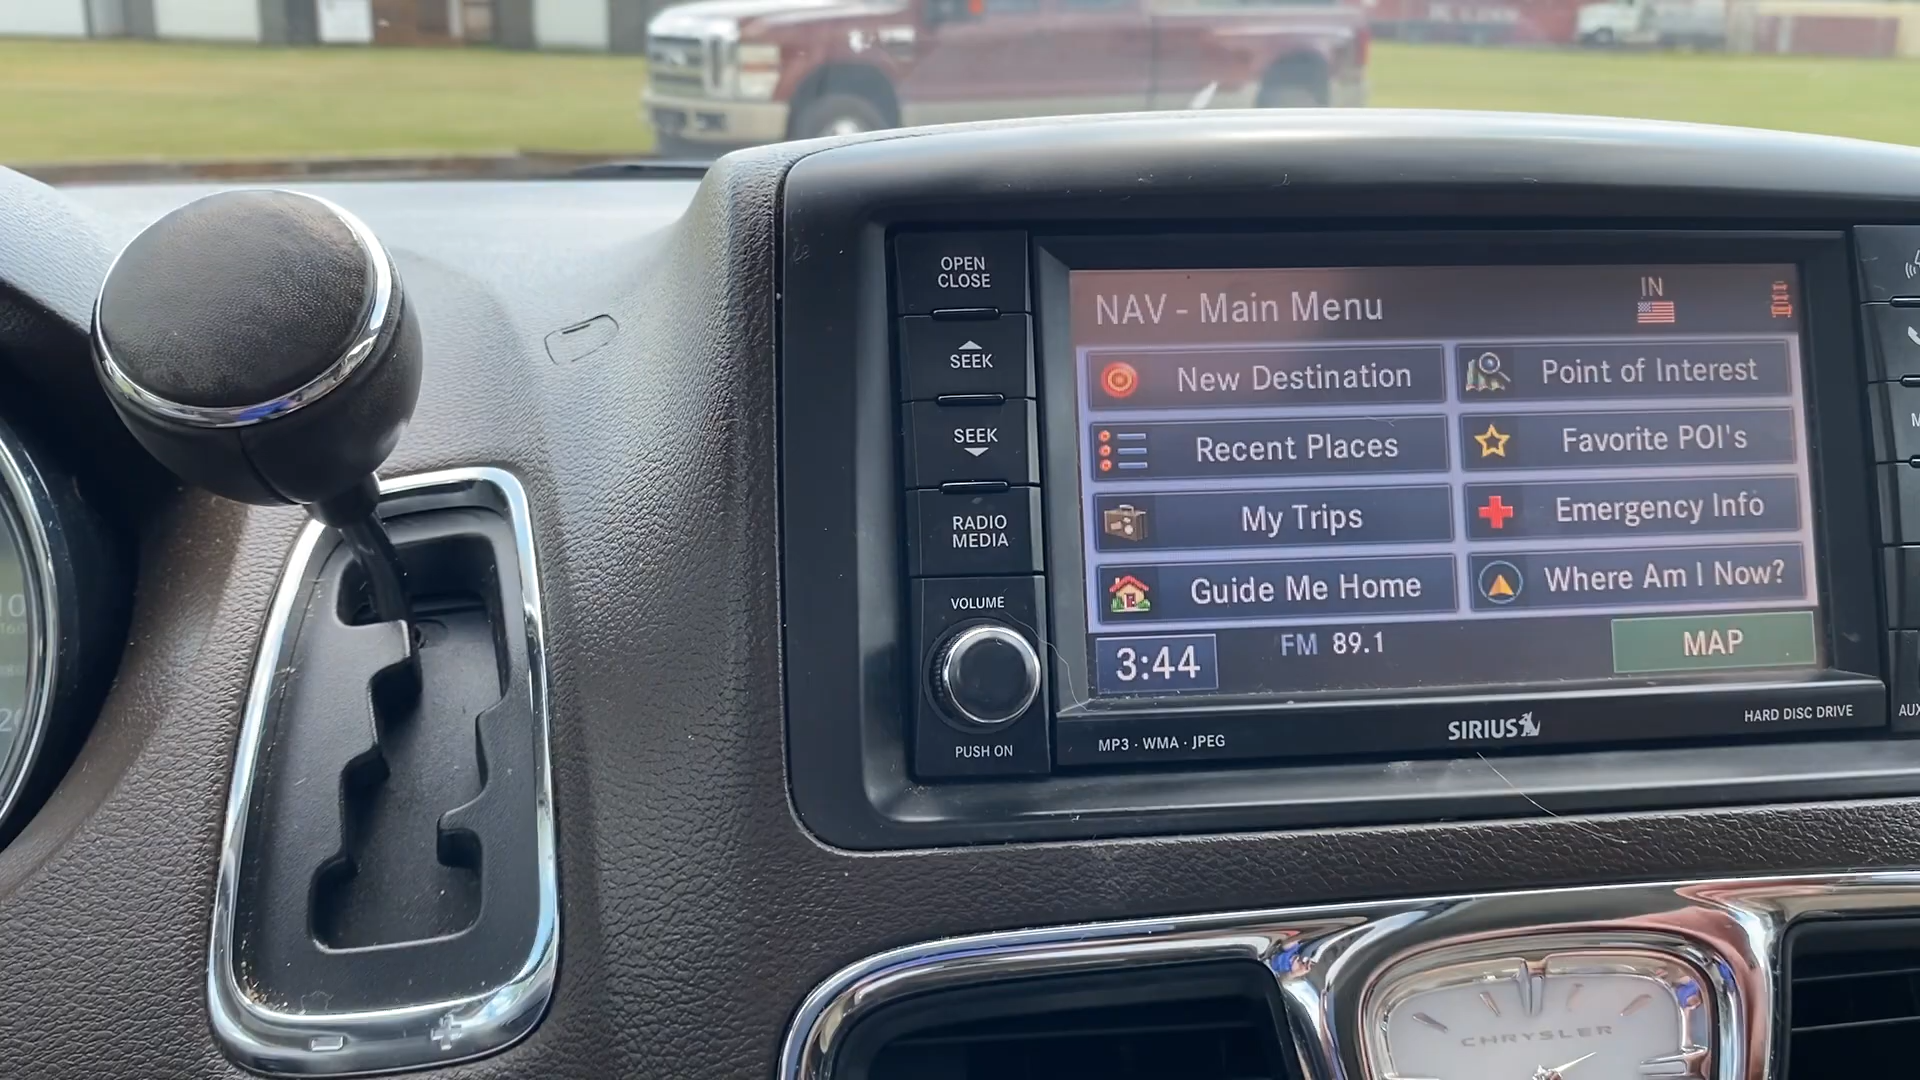 OPEN
CLOSE
SEEK
SEEK
RADIO
MEDIA
VOLUME
PUSH ON
NAV - Main Menu
IN
New Destination
Point of Interest
Recent Places
Favorite POI's
My Trips
Emergency Info
Guide Me Home
Where Am I Now?
3:44
FM 89.1
MAP
MP3 · WMA · JPEG
SIRIUS
HARD DISC DRIVE
AUX
- +
CHRYSLER